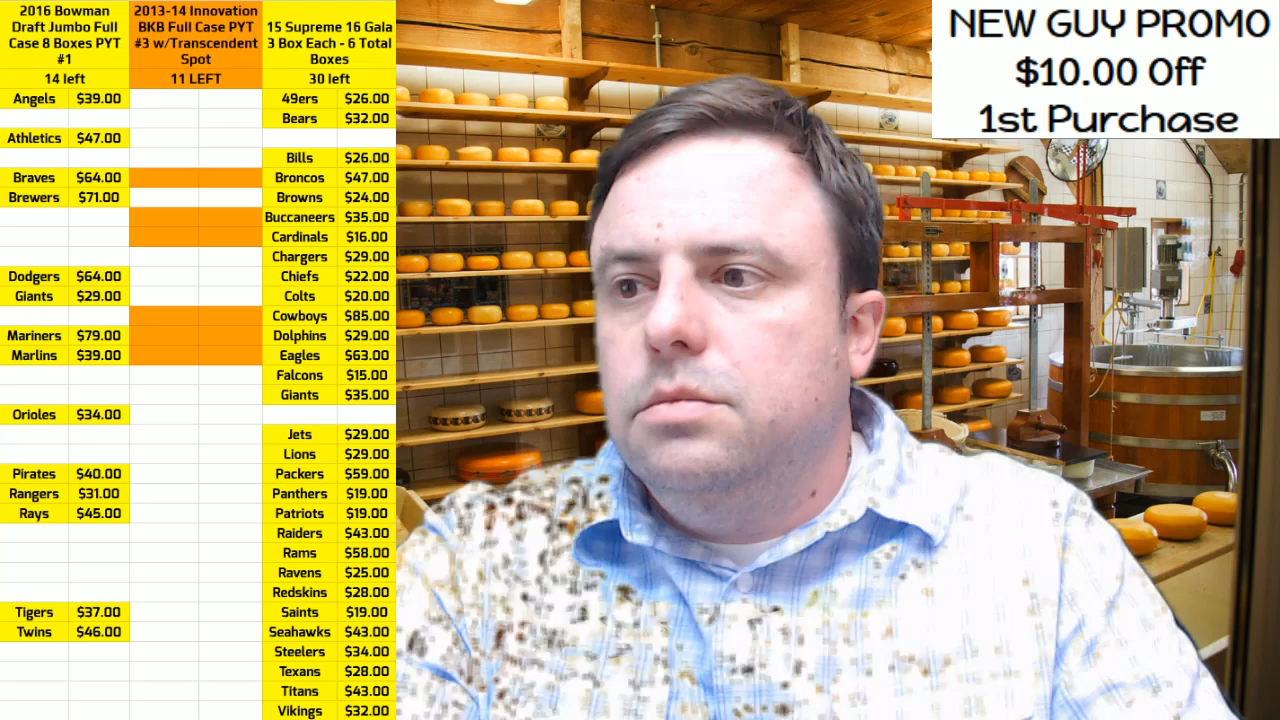 2016 Bowman
Draft Jumbo Full
Case 8 Boxes PYT
#1
14 left
Angels $39.00
Athletics $47.00
Braves $64.00
Brewers $71.00
Dodgers $64.00
Giants $29.00
Mariners $79.00
Marlins $39.00
Orioles $34.00
Pirates $40.00
Rangers $31.00
Rays $45.00
Tigers $37.00
Twins $46.00
2013-14 Innovation
BKB Full Case PYT
#3 w/Transcendent
Spot
11 LEFT
15 Supreme 16 Gala
3 Box Each - 6 Total
Boxes
30 left
49ers $26.00
Bears $32.00
Bills $26.00
Broncos $47.00
Browns $24.00
Buccaneers $35.00
Cardinals $16.00
Chargers $29.00
Chiefs $22.00
Colts $20.00
Cowboys $85.00
Dolphins $29.00
Eagles $63.00
Falcons $15.00
Giants $35.00
Jets $29.00
Lions $29.00
Packers $59.00
Panthers $19.00
Patriots $19.00
Raiders $43.00
Rams $58.00
Ravens $25.00
Redskins $28.00
Saints $19.00
Seahawks $43.00
Steelers $34.00
Texans $28.00
Titans $43.00
Vikings $32.00
NEW GUY PROMO
$10.00 Off
1st Purchase